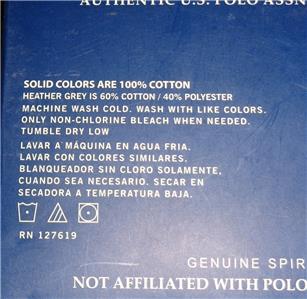 AUTHENTIC U.S. POLO ASSN
SOLID COLORS ARE 100% COTTON
HEATHER GREY IS 60% COTTON / 40% POLYESTER
MACHINE WASH COLD. WASH WITH LIKE COLORS.
ONLY NON-CHLORINE BLEACH WHEN NEEDED.
TUMBLE DRY LOW
LAVAR A MÁQUINA EN AGUA FRIA.
LAVAR CON COLORES SIMILARES.
BLANQUEADOR SIN CLORO SOLAMENTE,
CUANDO SEA NECESARIO. SECAR EN
SECADORA A TEMPERATURA BAJA.
RN 127619
GENUINE SPIR
NOT AFFILIATED WITH POLO